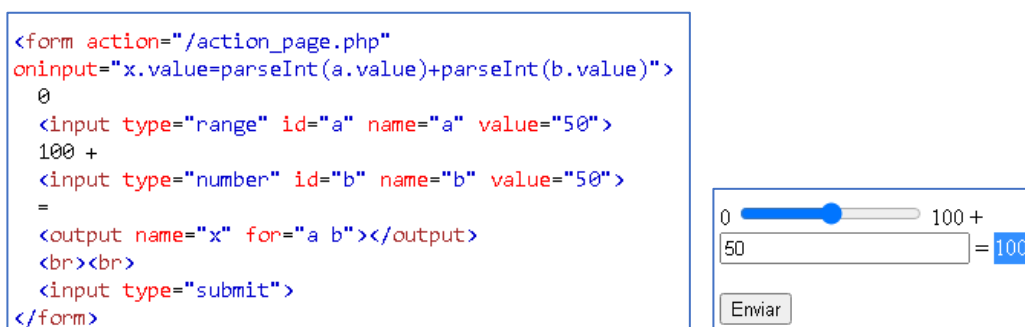 <form action="/action_page.php"
oninput="x.value=parseInt(a.value)+parseInt(b.value)">
0
<input type="range" id="a" name="a" value="50">
100 +
<input type="number" id="b" name="b" value="50">
=
<output name="x" for="a b"></output>
<br><br>
<input type="submit">
</form>
0 100 +
50 = 100
Enviar